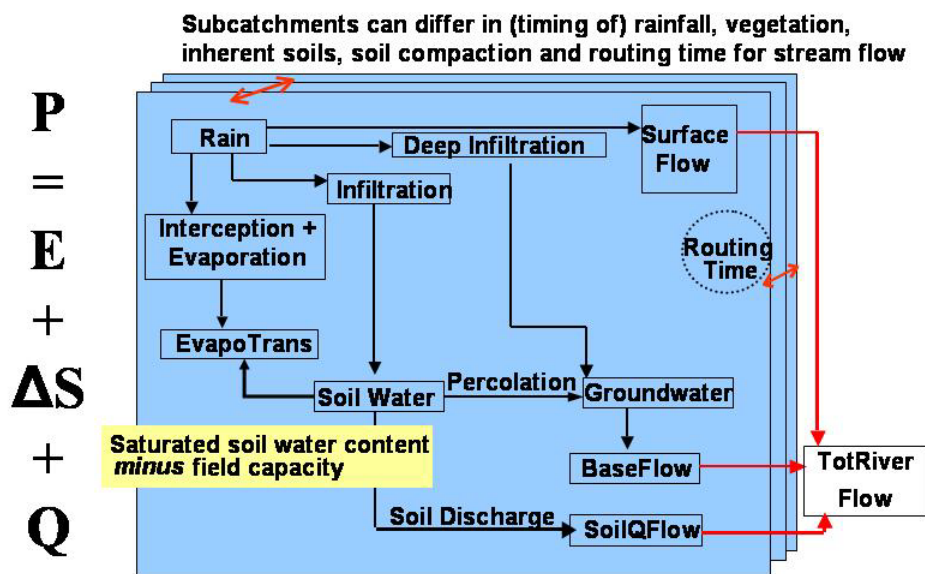 Subcatchments can differ in (timing of) rainfall, vegetation,
inherent soils, soil compaction and routing time for stream flow
P
=
E
+
ΔS
+
Q
Rain
Deep Infiltration
Surface
Flow
Infiltration
Interception +
Evaporation
Routing
Time
EvapoTrans
Soil Water
Percolation
Groundwater
Saturated soil water content
minus field capacity
BaseFlow
TotRiver
Flow
Soil Discharge
SoilQFlow